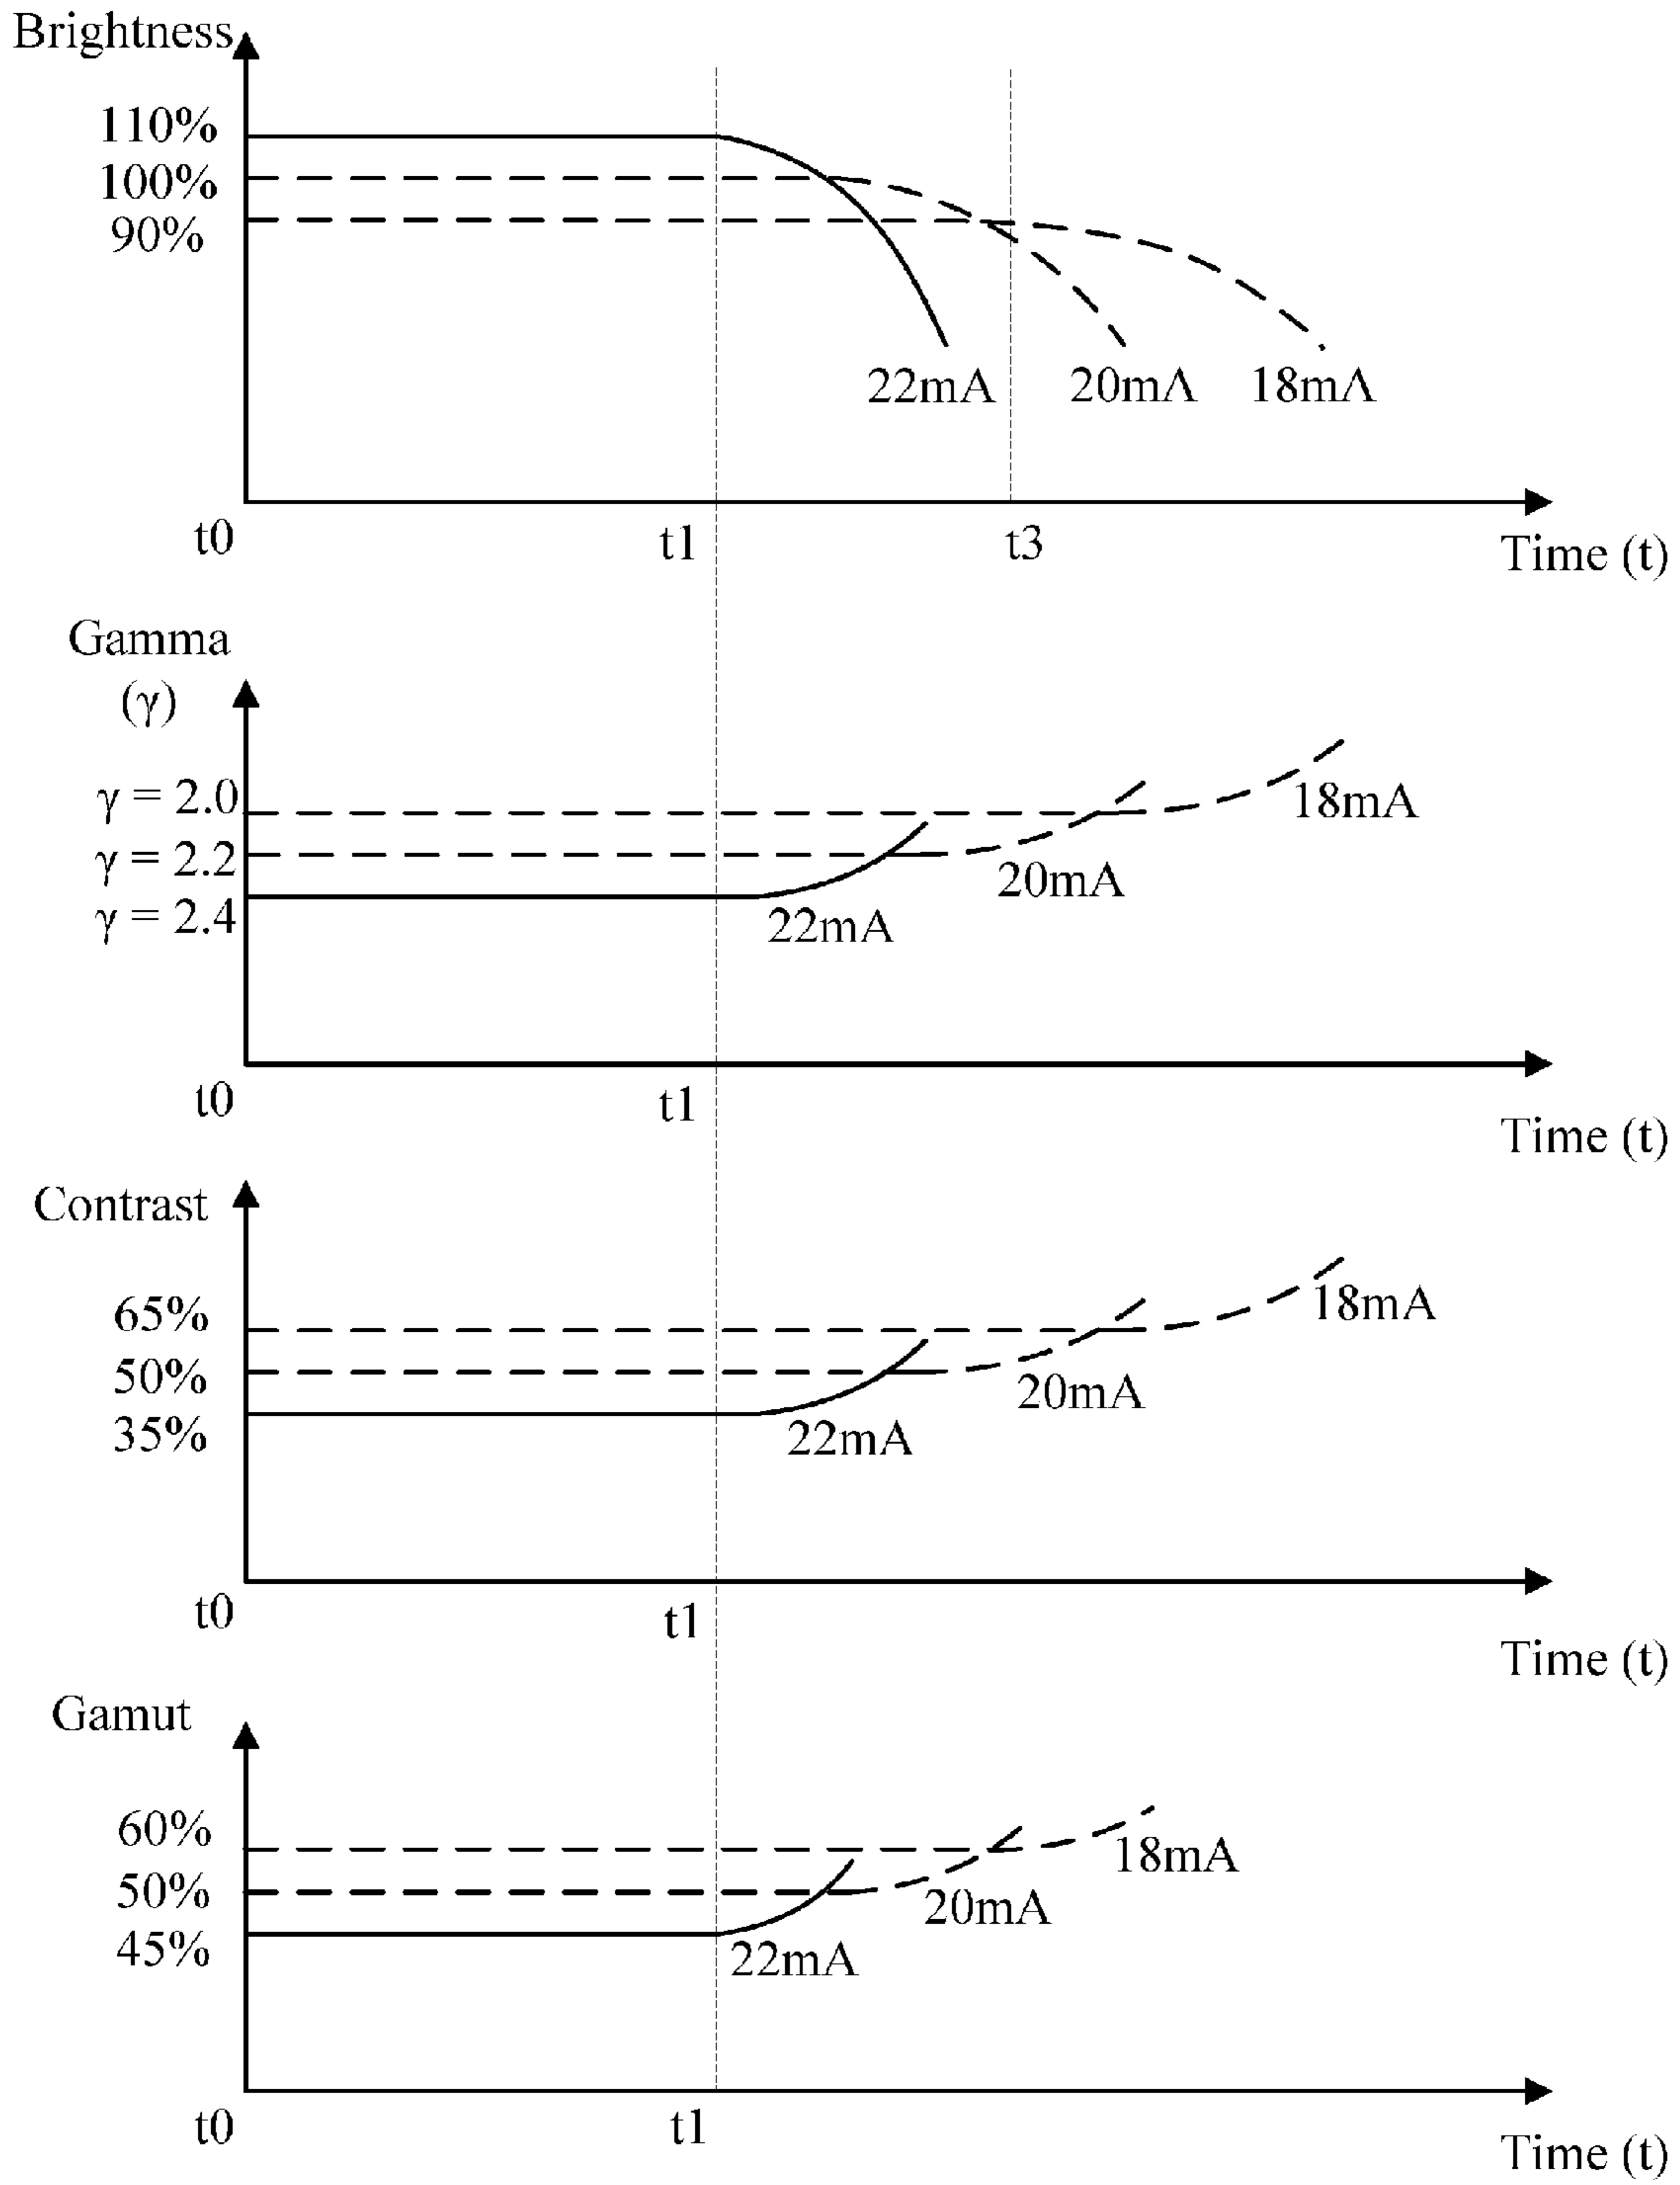 Brightness
110%
100%
90%
22mA
20mA
18mA
t0
t1
t3
Time (t)
Gamma
(γ)
γ = 2.0
γ = 2.2
γ = 2.4
18mA
20mA
22mA
t0
t1
Time (t)
Contrast
65%
50%
35%
18mA
20mA
22mA
t0
t1
Time (t)
Gamut
60%
50%
45%
18mA
20mA
22mA
t0
t1
Time (t)